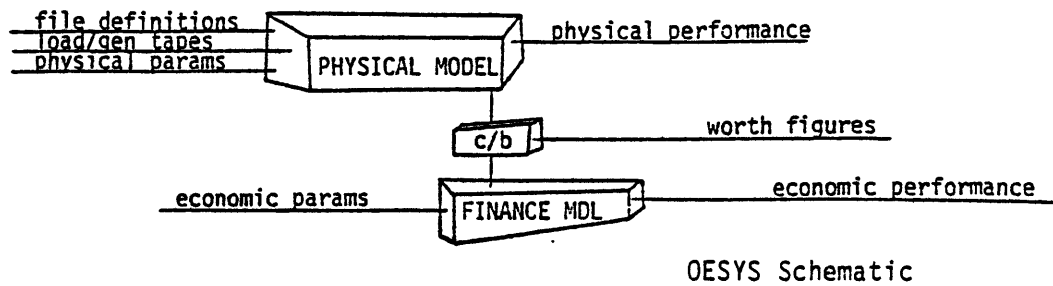 file definitions
load/gen tapes
physical params
PHYSICAL MODEL
physical performance
c/b
worth figures
economic params
FINANCE MDL
economic performance
OESYS Schematic